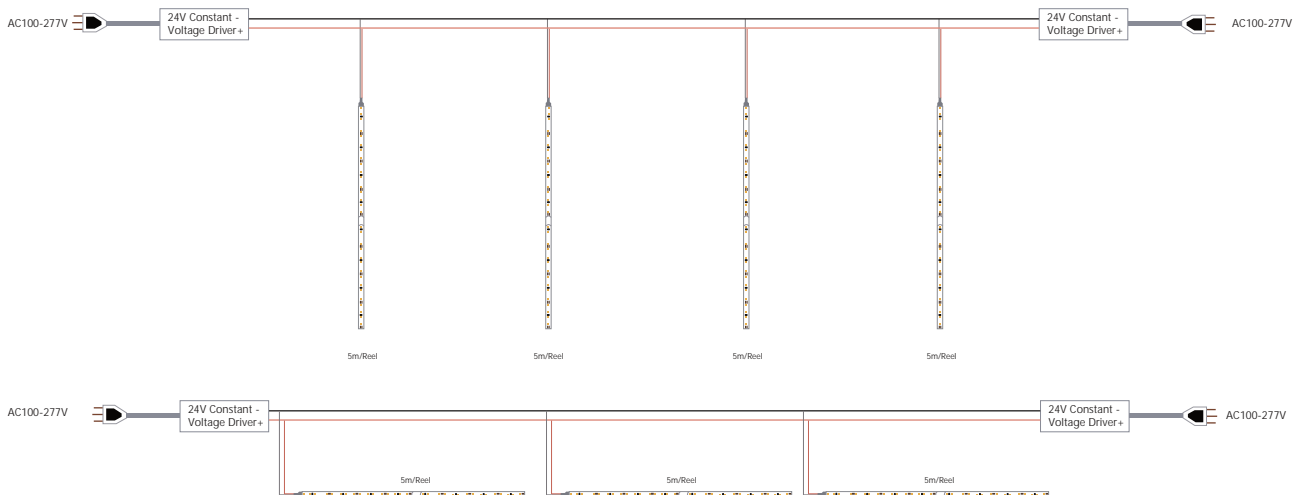 AC100-277V
24V Constant -
Voltage Driver+
24V Constant -
Voltage Driver+
AC100-277V
5m/Reel
5m/Reel
5m/Reel
5m/Reel
AC100-277V
24V Constant -
Voltage Driver+
24V Constant -
Voltage Driver+
AC100-277V
5m/Reel
5m/Reel
5m/Reel